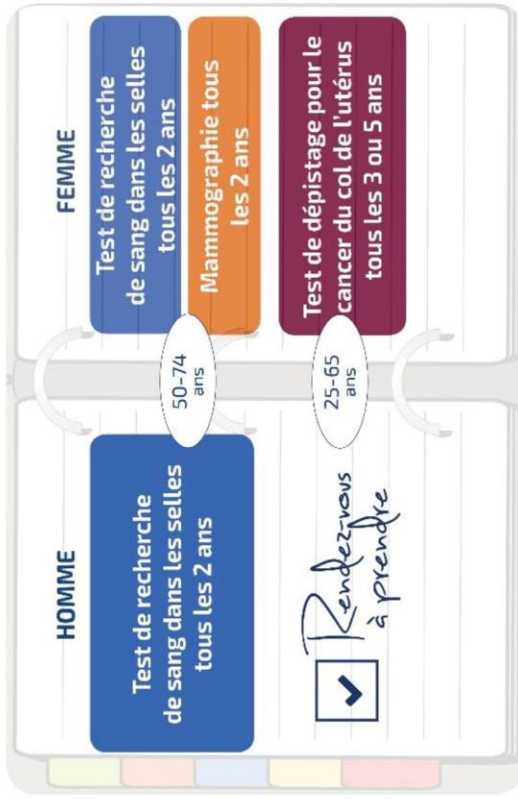 HOMME
Test de recherche
de sang dans les selles
tous les 2 ans
Rendez-vous
à prendre
50-74
ans
25-65
ans
FEMME
Test de recherche
de sang dans les selles
tous les 2 ans
Mammographie tous
les 2 ans
Test de dépistage pour le
cancer du col de l'utérus
tous les 3 ou 5 ans